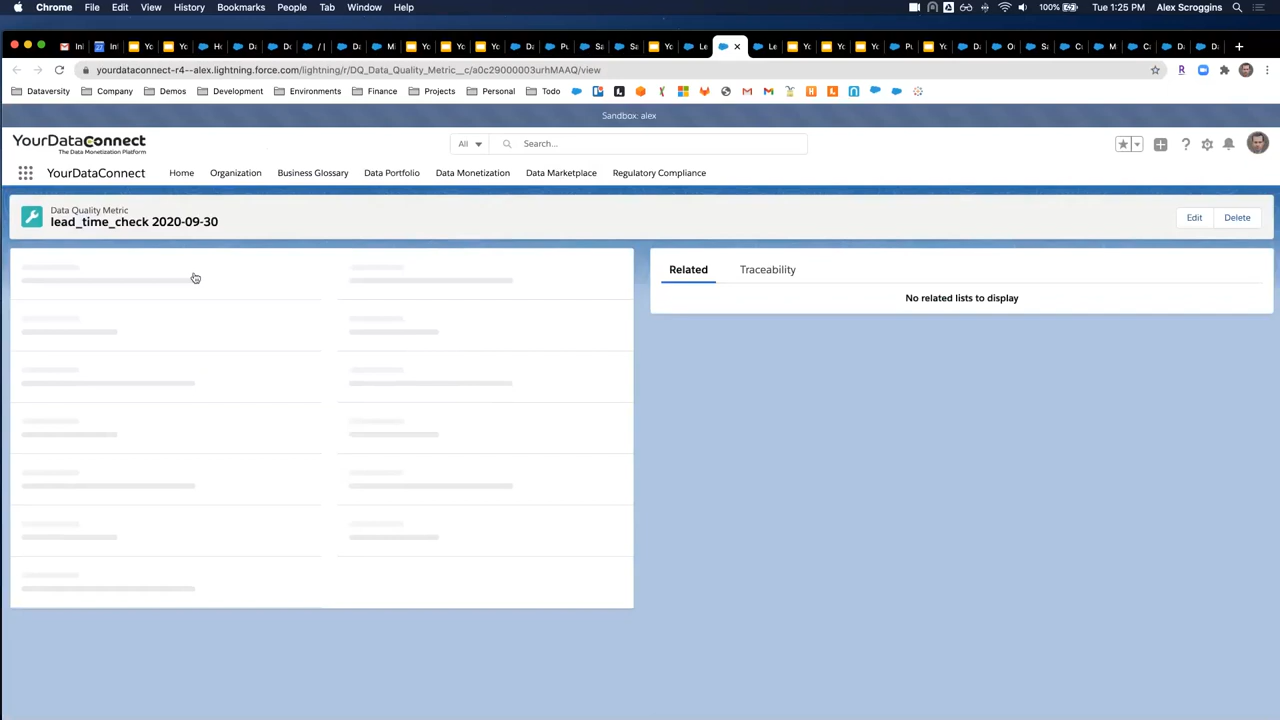 Chrome File Edit View History Bookmarks People Tab Window Help 100% Tue 1:25 PM Alex Scroggins
yourdataconnect-r4--alex.lightning.force.com/lightning/r/DQ_Data_Quality_Metric__c/a0c29000003urhMAAQ/view
Dataversity Company Demos Development Environments Finance Projects Personal Todo
Sandbox: alex
YourDataConnect
The Data Monetization Platform
All Search...
YourDataConnect Home Organization Business Glossary Data Portfolio Data Monetization Data Marketplace Regulatory Compliance
Data Quality Metric
lead_time_check 2020-09-30
Edit Delete
Related Traceability
No related lists to display